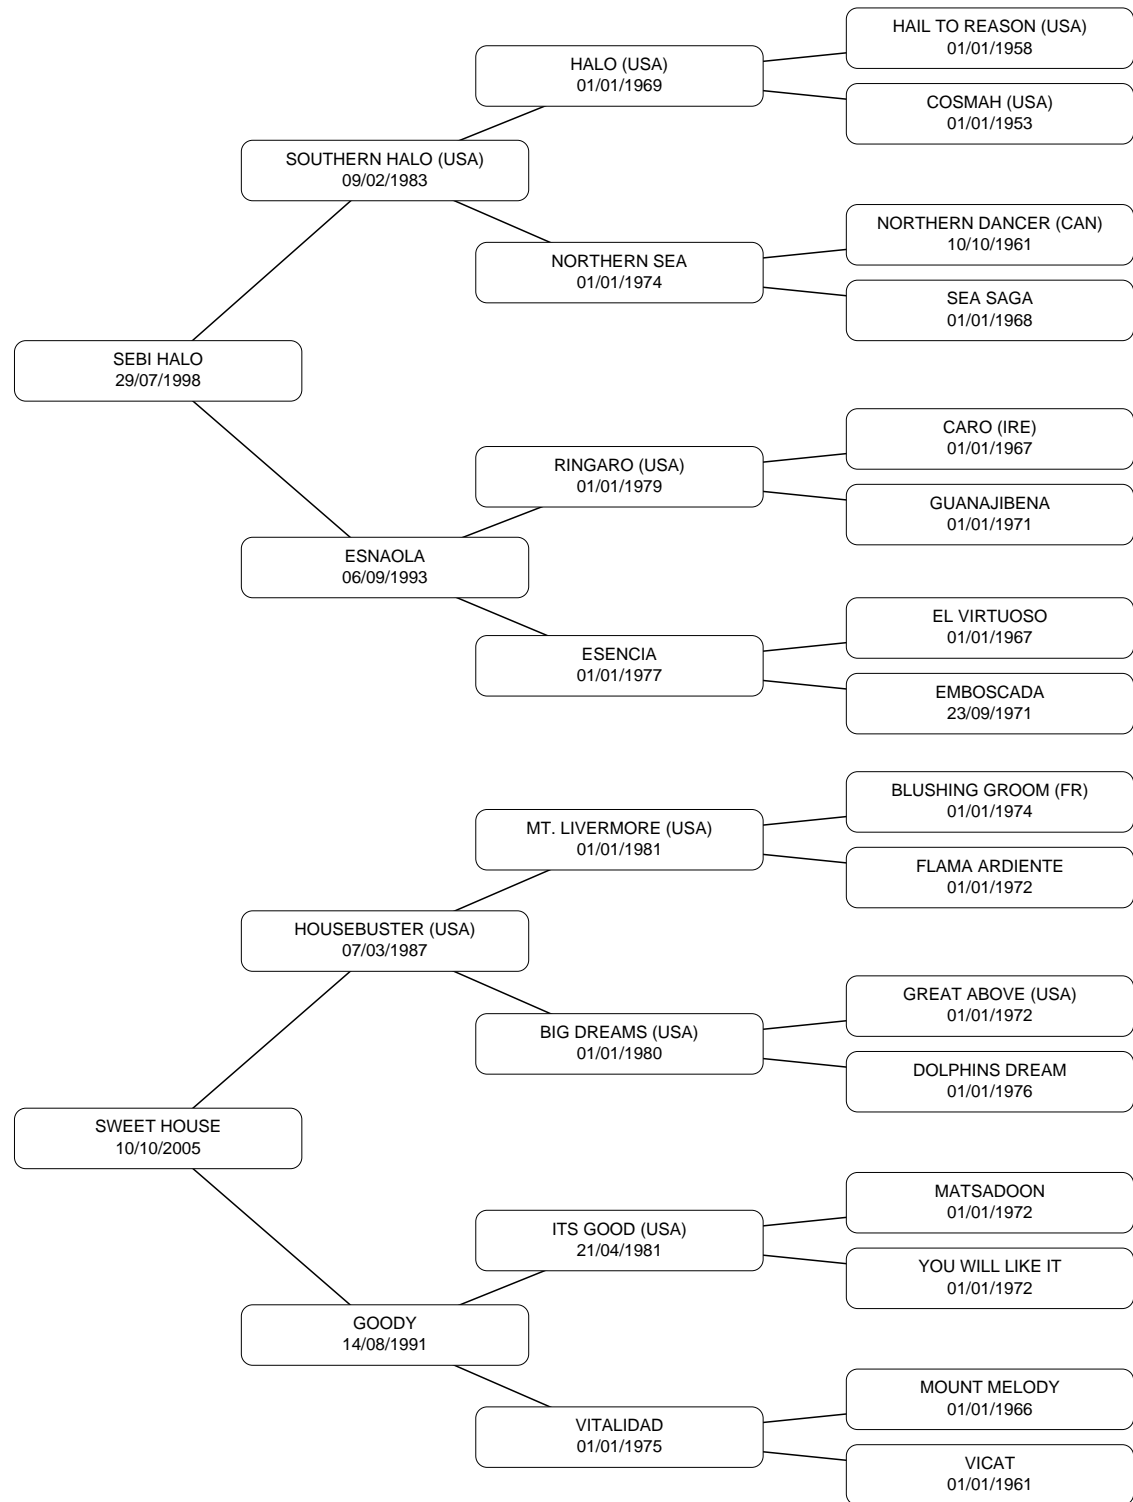 HAIL TO REASON (USA)
01/01/1958
HALO (USA)
01/01/1969
COSMAH (USA)
01/01/1953
SOUTHERN HALO (USA)
09/02/1983
NORTHERN DANCER (CAN)
10/10/1961
NORTHERN SEA
01/01/1974
SEA SAGA
01/01/1968
SEBI HALO
29/07/1998
CARO (IRE)
01/01/1967
RINGARO (USA)
01/01/1979
GUANAJIBENA
01/01/1971
ESNAOLA
06/09/1993
EL VIRTUOSO
01/01/1967
ESENCIA
01/01/1977
EMBOSCADA
23/09/1971
BLUSHING GROOM (FR)
01/01/1974
MT. LIVERMORE (USA)
01/01/1981
FLAMA ARDIENTE
01/01/1972
HOUSEBUSTER (USA)
07/03/1987
GREAT ABOVE (USA)
01/01/1972
BIG DREAMS (USA)
01/01/1980
DOLPHINS DREAM
01/01/1976
SWEET HOUSE
10/10/2005
MATSADOON
01/01/1972
ITS GOOD (USA)
21/04/1981
YOU WILL LIKE IT
01/01/1972
GOODY
14/08/1991
MOUNT MELODY
01/01/1966
VITALIDAD
01/01/1975
VICAT
01/01/1961